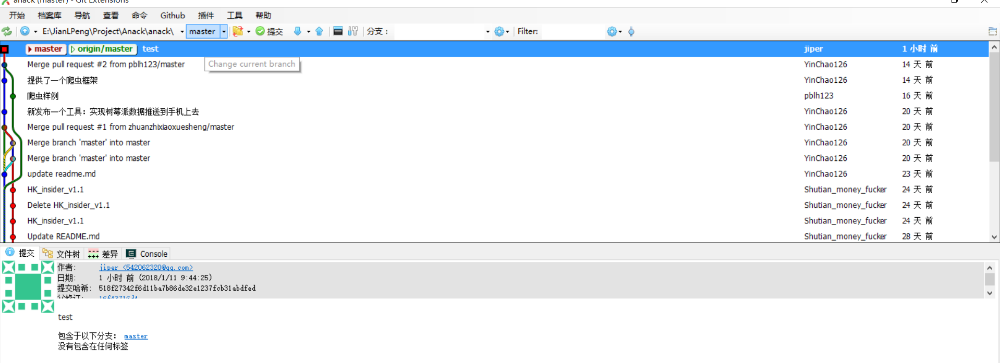 anack (master) - Git Extensions
开始 档案库 导航 查看 命令 Github 插件 工具 帮助
E:\JianLPeng\Project\Anack\anack\ master 提交 分支： Filter:
master origin/master test jiper 1 小时 前
Change current branch
Merge pull request #2 from pblh123/master YinChao126 14 天 前
提供了一个爬虫框架 YinChao126 14 天 前
爬虫样例 pblh123 16 天 前
新发布一个工具：实现树莓派数据推送到手机上去 YinChao126 20 天 前
Merge pull request #1 from zhuanzhixiaoxuesheng/master YinChao126 20 天 前
Merge branch 'master' into master YinChao126 20 天 前
Merge branch 'master' into master YinChao126 20 天 前
update readme.md YinChao126 23 天 前
HK_insider_v1.1 Shutian_money_fucker 24 天 前
Delete HK_insider_v1.1 Shutian_money_fucker 24 天 前
HK_insider_v1.1 Shutian_money_fucker 24 天 前
Update README.md Shutian_money_fucker 28 天 前
提交 文件树 差异 Console
作者： jiper <542062320@qq.com>
日期： 1 小时 前 (2018/1/11 9:44:25)
提交哈希： 518f27342f6d11ba7b86de32e1237fcb31abdfed
test
包含于以下分支： master
没有包含在任何标签